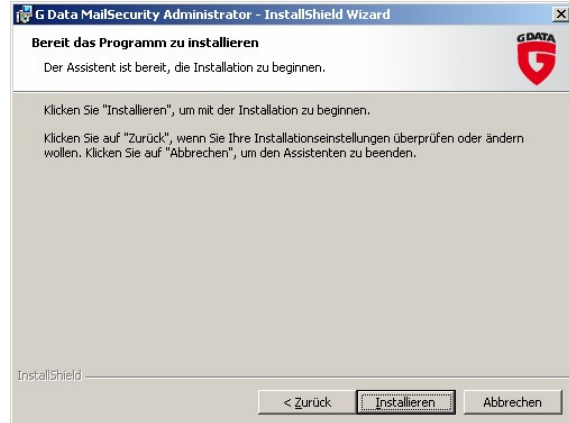 G Data MailSecurity Administrator - InstallShield Wizard
Bereit das Programm zu installieren
Der Assistent ist bereit, die Installation zu beginnen.
G DATA
Klicken Sie "Installieren", um mit der Installation zu beginnen.
Klicken Sie auf "Zurück", wenn Sie Ihre Installationseinstellungen überprüfen oder ändern
wollen. Klicken Sie auf "Abbrechen", um den Assistenten zu beenden.
InstallShield
< Zurück Installieren Abbrechen